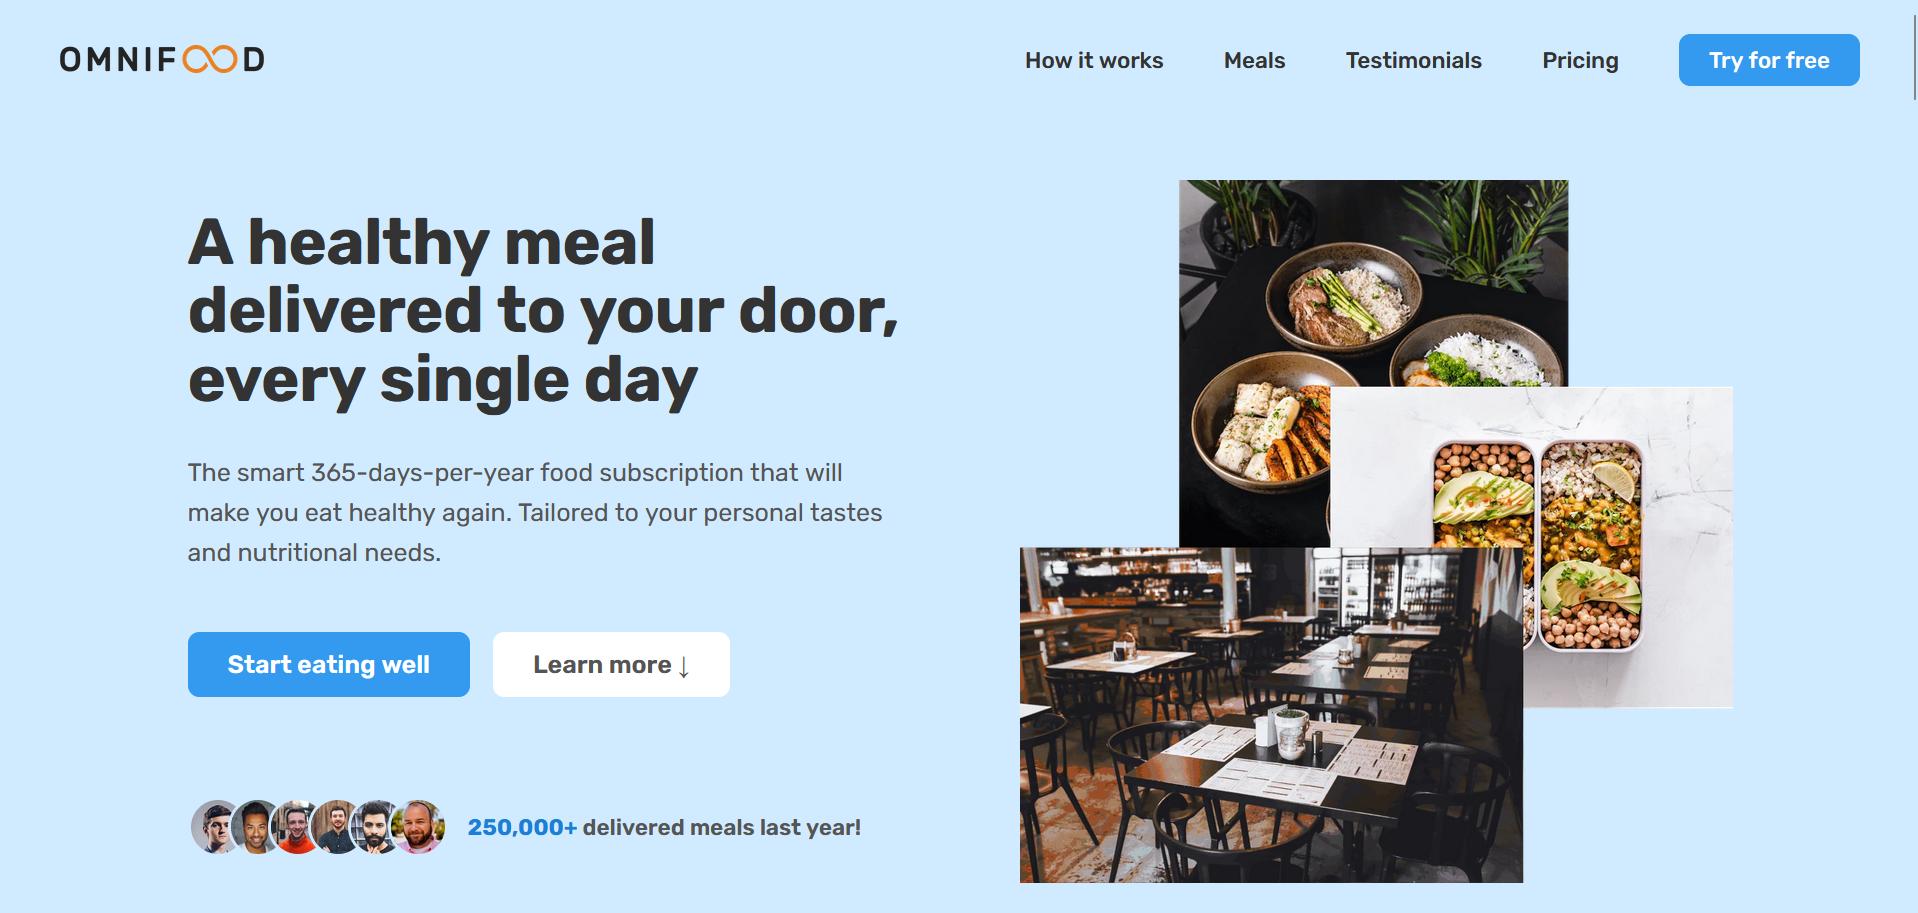 OMNIFOOD
How it works
Meals
Testimonials
Pricing
Try for free
A healthy meal
delivered to your door,
every single day
The smart 365-days-per-year food subscription that will
make you eat healthy again. Tailored to your personal tastes
and nutritional needs.
Start eating well
Learn more ↓
250,000+ delivered meals last year!